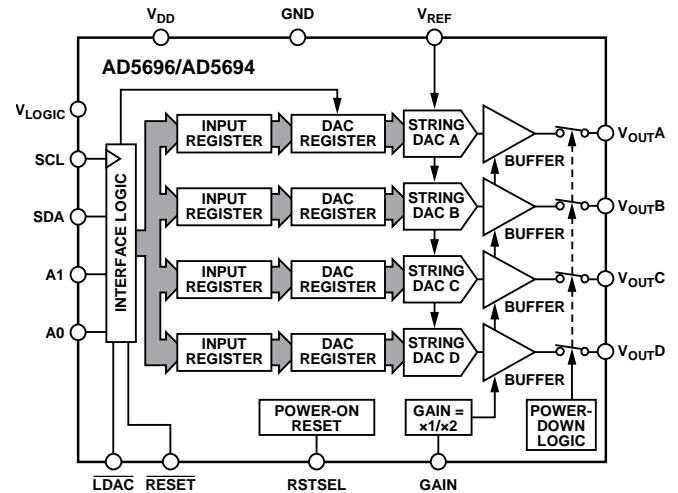 VDD GND VREF
AD5696/AD5694
VLOGIC
SCL
SDA
A1
A0
INTERFACE LOGIC
INPUT
REGISTER
DAC
REGISTER
STRING
DAC A
BUFFER
VOUTA
INPUT
REGISTER
DAC
REGISTER
STRING
DAC B
BUFFER
VOUTB
INPUT
REGISTER
DAC
REGISTER
STRING
DAC C
BUFFER
VOUTC
INPUT
REGISTER
DAC
REGISTER
STRING
DAC D
BUFFER
VOUTD
POWER-ON
RESET
GAIN =
×1/×2
POWER-
DOWN
LOGIC
LDAC RESET RSTSEL GAIN